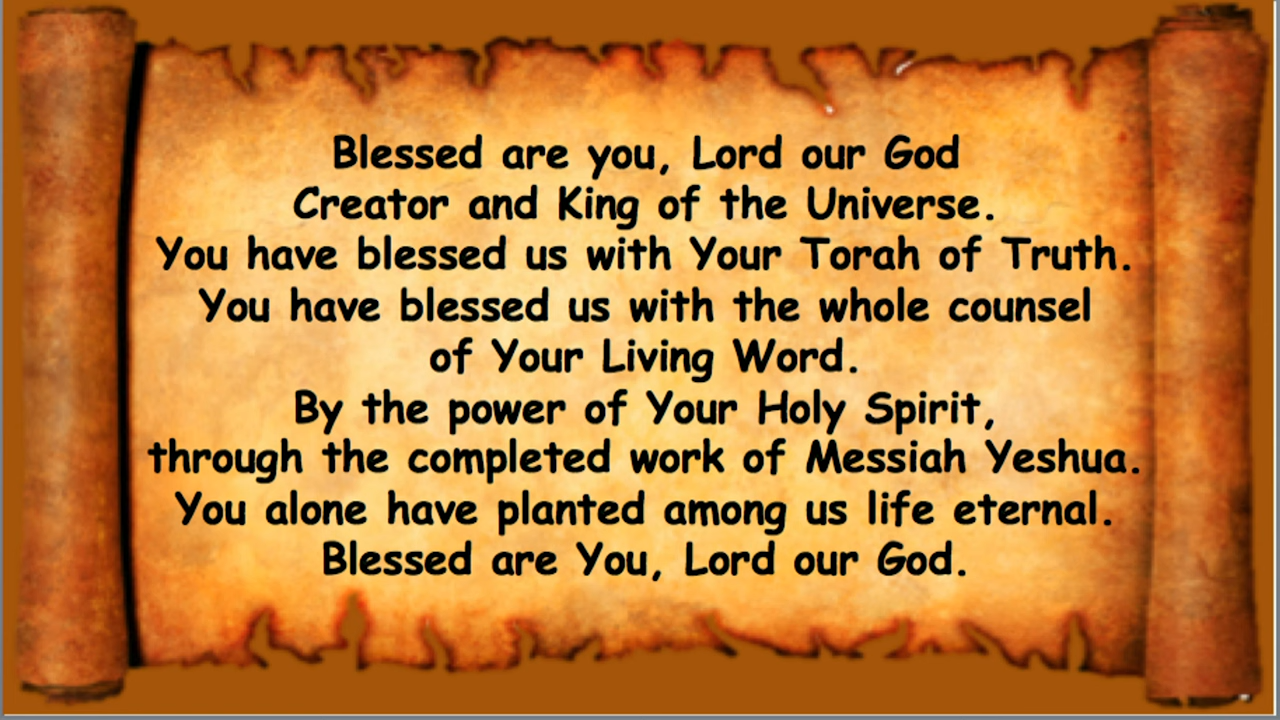 Blessed are you, Lord our God
Creator and King of the Universe.
You have blessed us with Your Torah of Truth.
You have blessed us with the whole counsel
of Your Living Word.
By the power of Your Holy Spirit,
through the completed work of Messiah Yeshua.
You alone have planted among us life eternal.
Blessed are You, Lord our God.